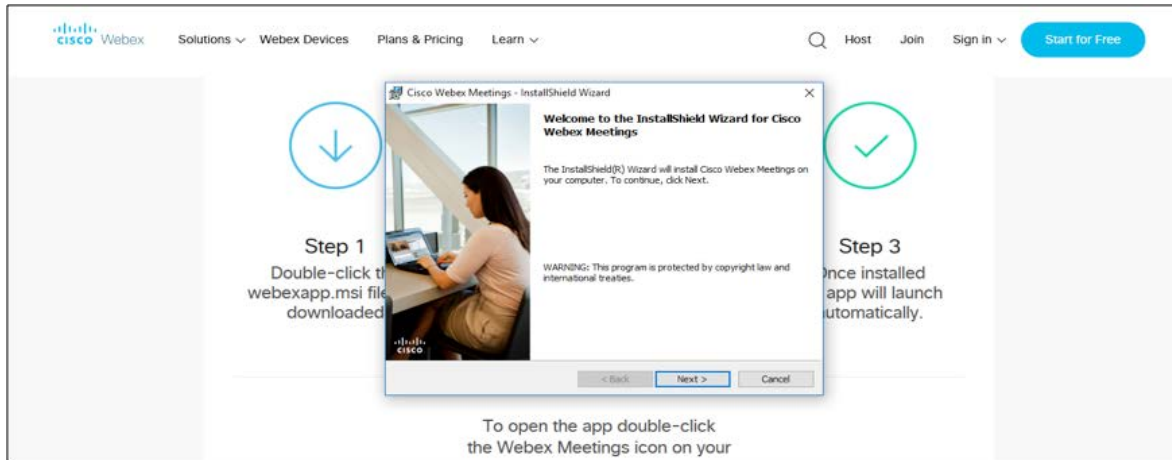 CISCO Webex
Solutions Webex Devices Plans & Pricing Learn Host Join Sign in Start for Free
Cisco Webex Meetings - InstallShield Wizard
Welcome to the InstallShield Wizard for Cisco
Webex Meetings
The InstallShield(R) Wizard will install Cisco Webex Meetings on
your computer. To continue, click Next.
WARNING: This program is protected by copyright law and
international treaties.
CISCO
< Back Next > Cancel
Step 1
Double-click
webexapp.msi
downloaded
Step 3
installed
app will launch
To open the app double-click
the Webex Meetings icon on your